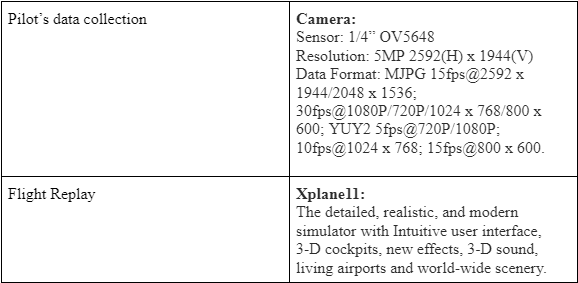 Pilot’s data collection
Camera:
Sensor: 1/4” OV5648
Resolution: 5MP 2592(H) x 1944(V)
Data Format: MJPG 15fps@2592 x
1944/2048 x 1536;
30fps@1080P/720P/1024 x 768/800 x
600; YUY2 5fps@720P/1080P;
10fps@1024 x 768; 15fps@800 x 600.
Flight Replay
Xplane11:
The detailed, realistic, and modern
simulator with Intuitive user interface,
3-D cockpits, new effects, 3-D sound,
living airports and world-wide scenery.